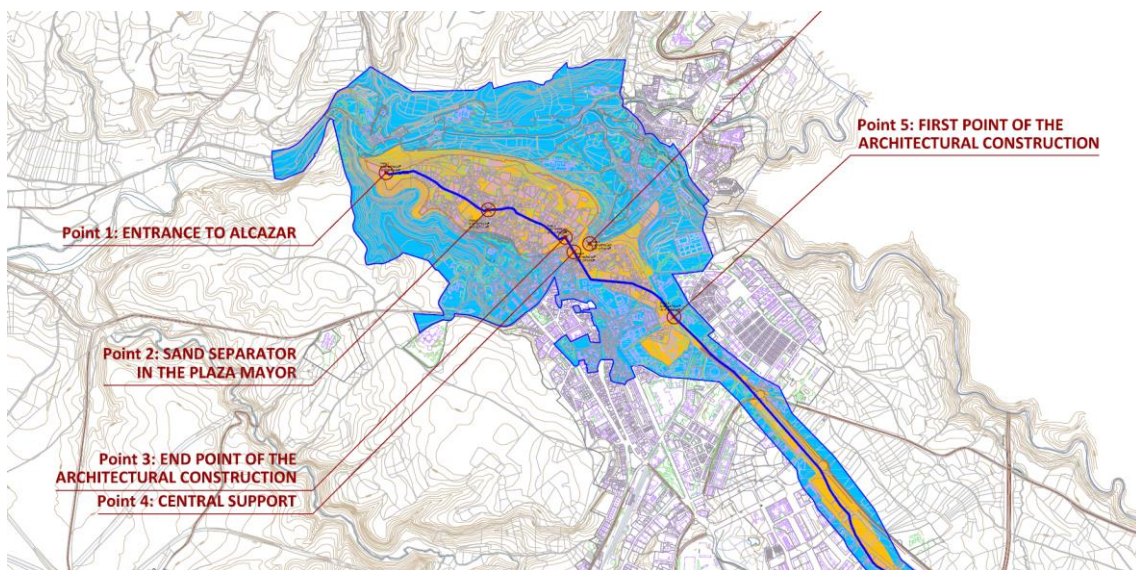 Point 5: FIRST POINT OF THE
ARCHITECTURAL CONSTRUCTION
Point 1: ENTRANCE TO ALCAZAR
Point 2: SAND SEPARATOR
IN THE PLAZA MAYOR
Point 3: END POINT OF THE
ARCHITECTURAL CONSTRUCTION
Point 4: CENTRAL SUPPORT